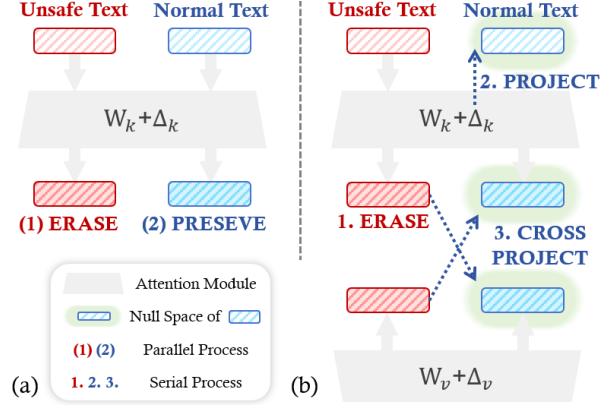 Unsafe Text Normal Text
W_k+Δ_k
(1) ERASE (2) PRESEVE
Attention Module
Null Space of
(1) (2) Parallel Process
1. 2. 3. Serial Process
(a)
Unsafe Text Normal Text
2. PROJECT
W_k+Δ_k
1. ERASE
3. CROSS
PROJECT
W_v+Δ_v
(b)